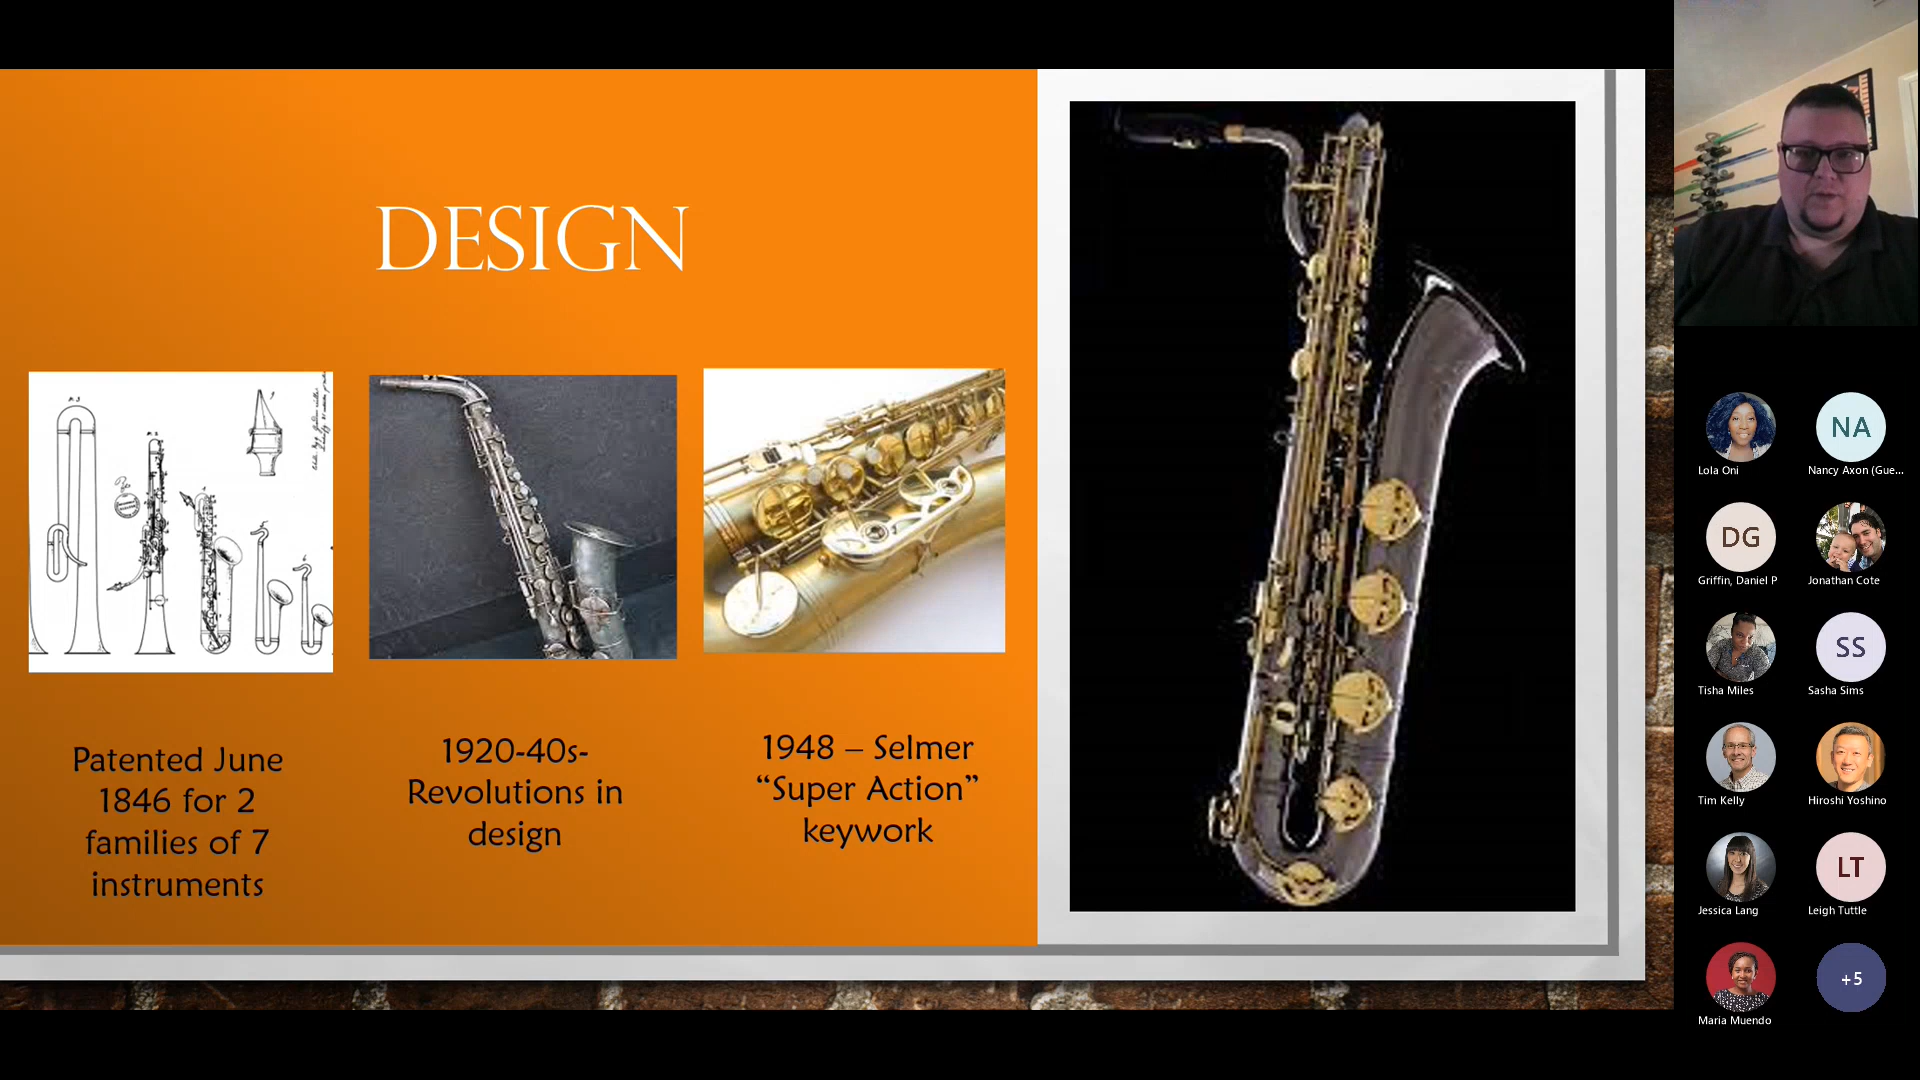 DESIGN
Patented June
1846 for 2
families of 7
instruments
1920-40s-
Revolutions in
design
1948 – Selmer
“Super Action”
keywork
Lola Oni
NA
Nancy Axon (Gue...
DG
Griffin, Daniel P
Jonathan Cote
Tisha Miles
SS
Sasha Sims
Tim Kelly
Hiroshi Yoshino
Jessica Lang
LT
Leigh Tuttle
Maria Muendo
+5